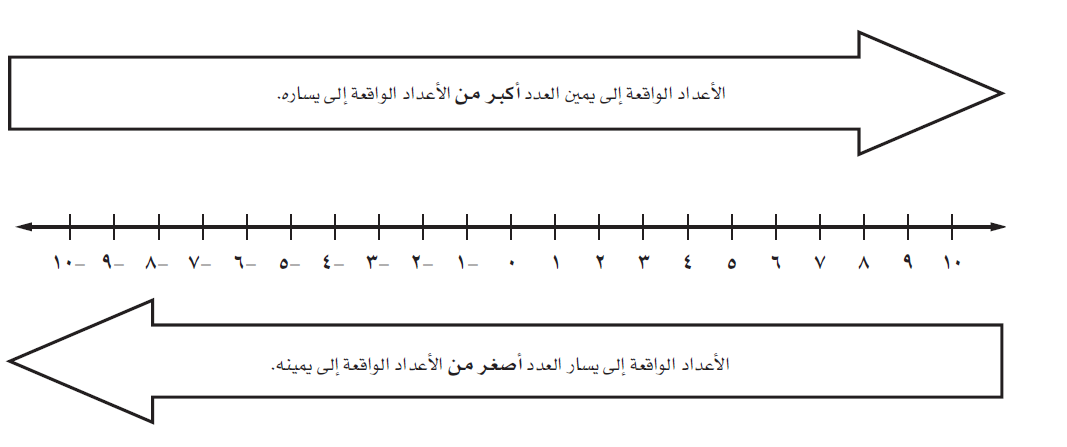 الأعداد الواقعة إلى يمين العدد أكبر من الأعداد الواقعة إلى يساره.
١٠– ٩– ٨– ٧– ٦– ٥– ٤– ٣– ٢– ١– ٠ ١ ٢ ٣ ٤ ٥ ٦ ٧ ٨ ٩ ١٠
الأعداد الواقعة إلى يسار العدد أصغر من الأعداد الواقعة إلى يمينه.